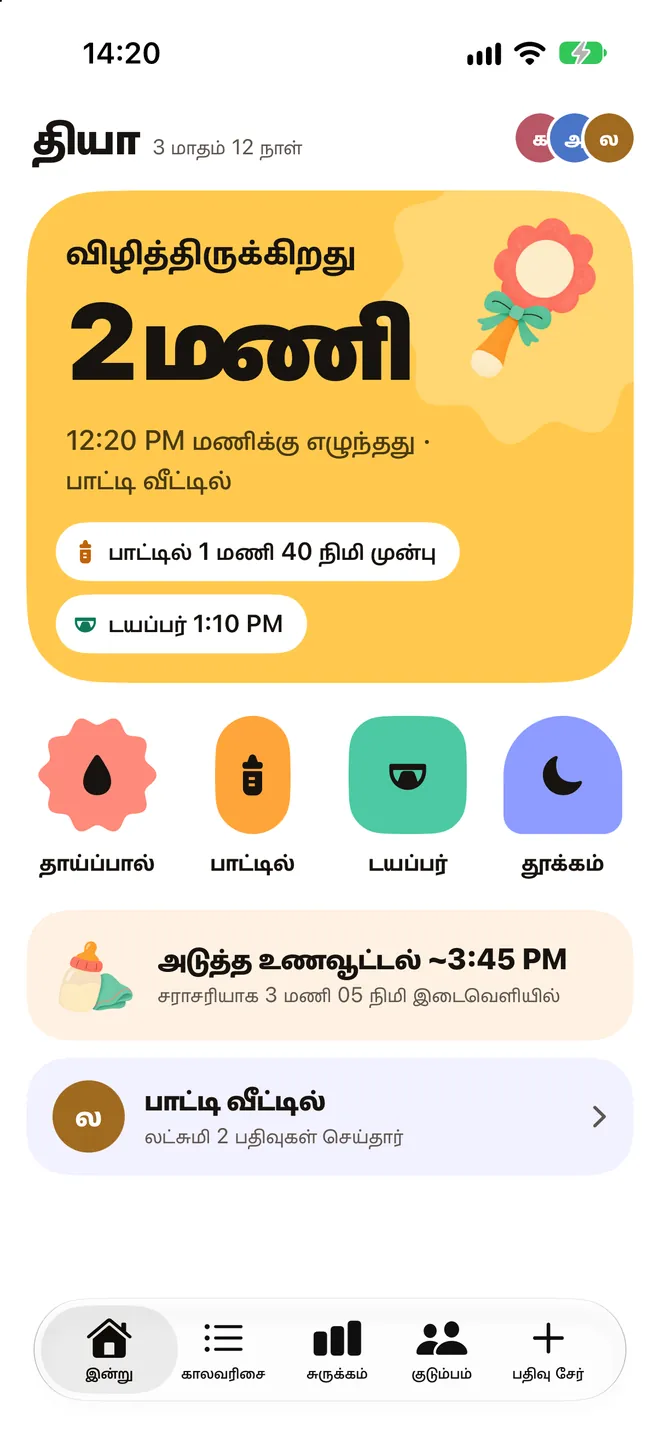 14:20
தியா 3 மாதம் 12 நாள்
க அ ல
விழித்திருக்கிறது
2 மணி
12:20 PM மணிக்கு எழுந்தது ·
பாட்டி வீட்டில்
பாட்டில் 1 மணி 40 நிமி முன்பு
டயப்பர் 1:10 PM
தாய்ப்பால் பாட்டில் டயப்பர் தூக்கம்
அடுத்த உணவூட்டல் ~3:45 PM
சராசரியாக 3 மணி 05 நிமி இடைவெளியில்
ல
பாட்டி வீட்டில்
லட்சுமி 2 பதிவுகள் செய்தார்
இன்று காலவரிசை சுருக்கம் குடும்பம் பதிவு சேர்